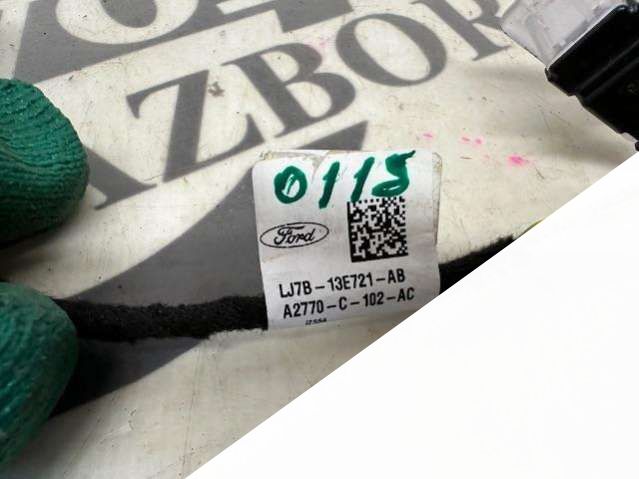 AZBOR
0115
Ford
LJ7B-13E721-AB
A2770-C-102-AC